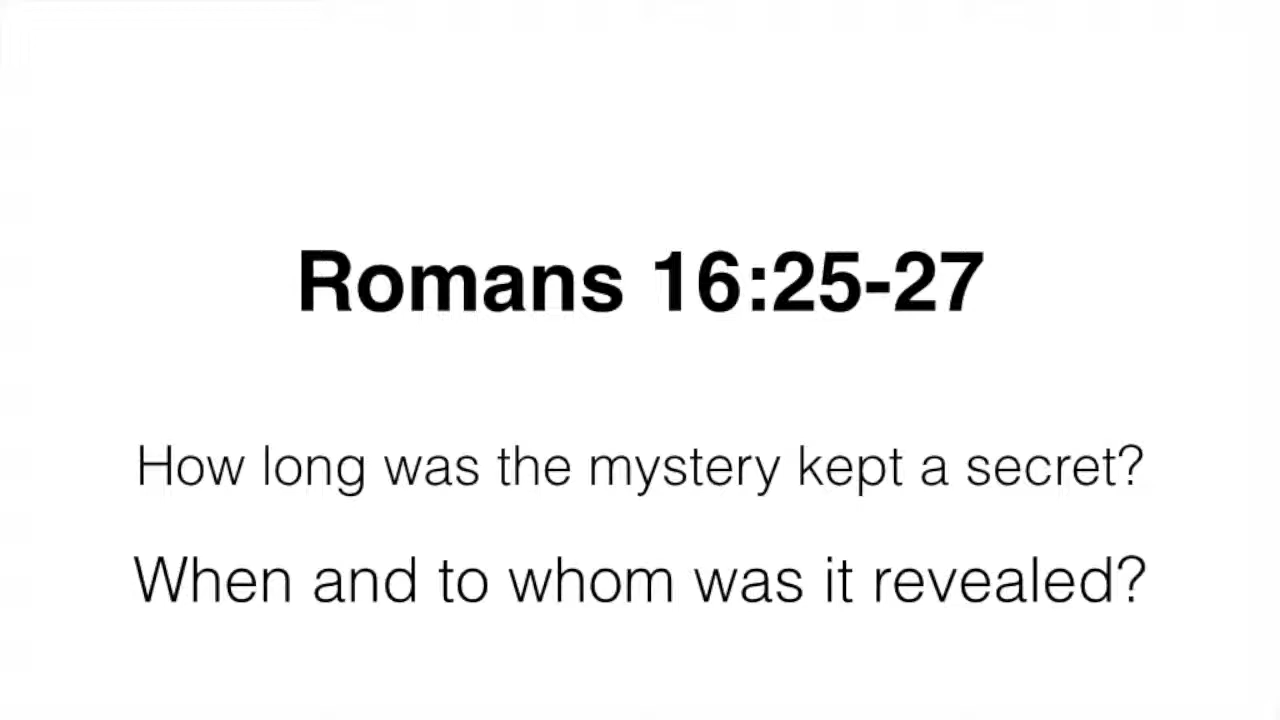 Romans 16:25-27
How long was the mystery kept a secret?
When and to whom was it revealed?